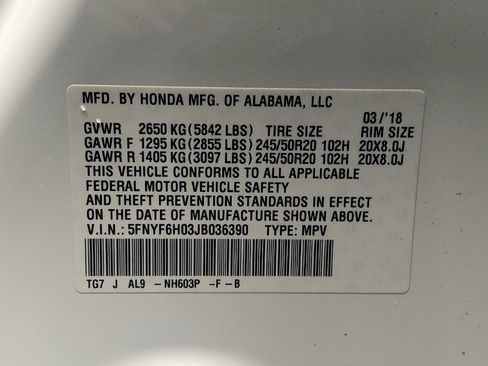 MFD. BY HONDA MFG. OF ALABAMA, LLC
03/'18
GVWR 2650 KG(5842 LBS) TIRE SIZE RIM SIZE
GAWR F 1295 KG(2855 LBS)245/50R20 102H 20X8.0J
GAWR R 1405 KG(3097 LBS)245/50R20 102H 20X8.0J
THIS VEHICLE CONFORMS TO ALL APPLICABLE
FEDERAL MOTOR VEHICLE SAFETY
AND THEFT PREVENTION STANDARDS IN EFFECT
ON THE DATE OF MANUFACTURE SHOWN ABOVE.
V.I.N.: 5FNYF6H03JB036390 TYPE: MPV
TG7 J AL9 -NH603P -F-B